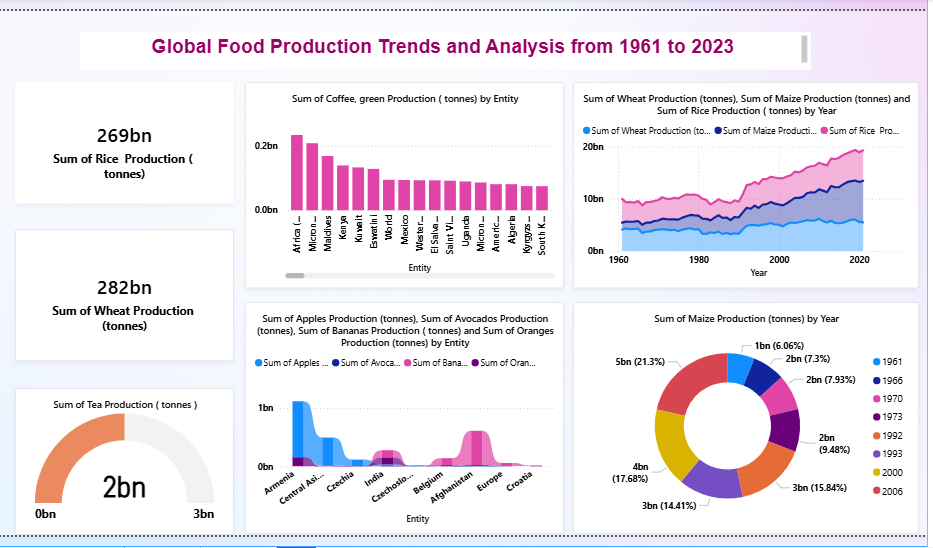 Global Food Production Trends and Analysis from 1961 to 2023
269bn
Sum of Rice Production (
tonnes)
282bn
Sum of Wheat Production
(tonnes)
Sum of Tea Production ( tonnes )
2bn
0bn
3bn
Sum of Coffee, green Production ( tonnes) by Entity
0.2bn
0.0bn
Africa (...
Micron...
Maldives
Kenya
Kuwait
Eswatini
World
Mexico
Wester...
El Salva...
Saint Vi...
Uganda
Micron...
Americ...
Algeria
Kyrgyzs...
South K...
Entity
Sum of Wheat Production (tonnes), Sum of Maize Production (tonnes) and
Sum of Rice Production ( tonnes) by Year
Sum of Wheat Production (to... Sum of Maize Producti... Sum of Rice Pro...
20bn
10bn
0bn
1960 1980 2000 2020
Year
Sum of Apples Production (tonnes), Sum of Avocados Production
(tonnes), Sum of Bananas Production ( tonnes) and Sum of Oranges
Production (tonnes) by Entity
Sum of Apples ... Sum of Avoca... Sum of Bana... Sum of Oran...
1bn
0bn
Armenia
Central Asi...
Czechia
India
Czechoslo...
Belgium
Afghanistan
Europe
Croatia
Entity
Sum of Maize Production (tonnes) by Year
1bn (6.06%)
2bn (7.3%)
2bn (7.93%)
2bn
(9.48%)
3bn (15.84%)
3bn (14.41%)
4bn
(17.68%)
5bn (21.3%)
1961
1966
1970
1973
1992
1993
2000
2006